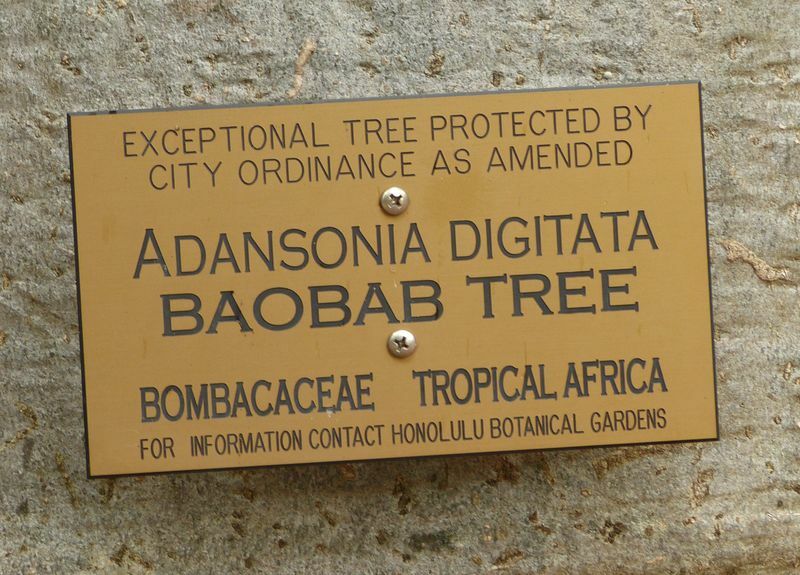 EXCEPTIONAL TREE PROTECTED BY
CITY ORDINANCE AS AMENDED
ADANSONIA DIGITATA
BAOBAB TREE
BOMBACACEAE TROPICAL AFRICA
FOR INFORMATION CONTACT HONOLULU BOTANICAL GARDENS